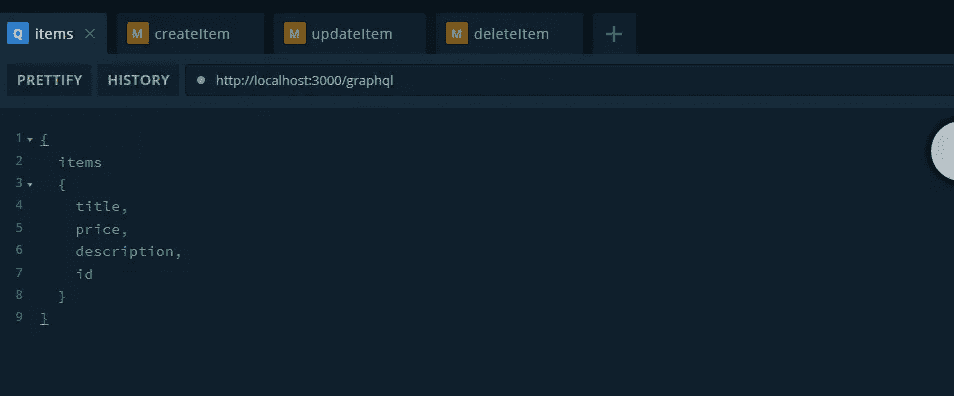 Q items × M createItem M updateItem M deleteItem +
PRETTIFY HISTORY http://localhost:3000/graphql
1 {
2 items
3 {
4 title,
5 price,
6 description,
7 id
8 }
9 }